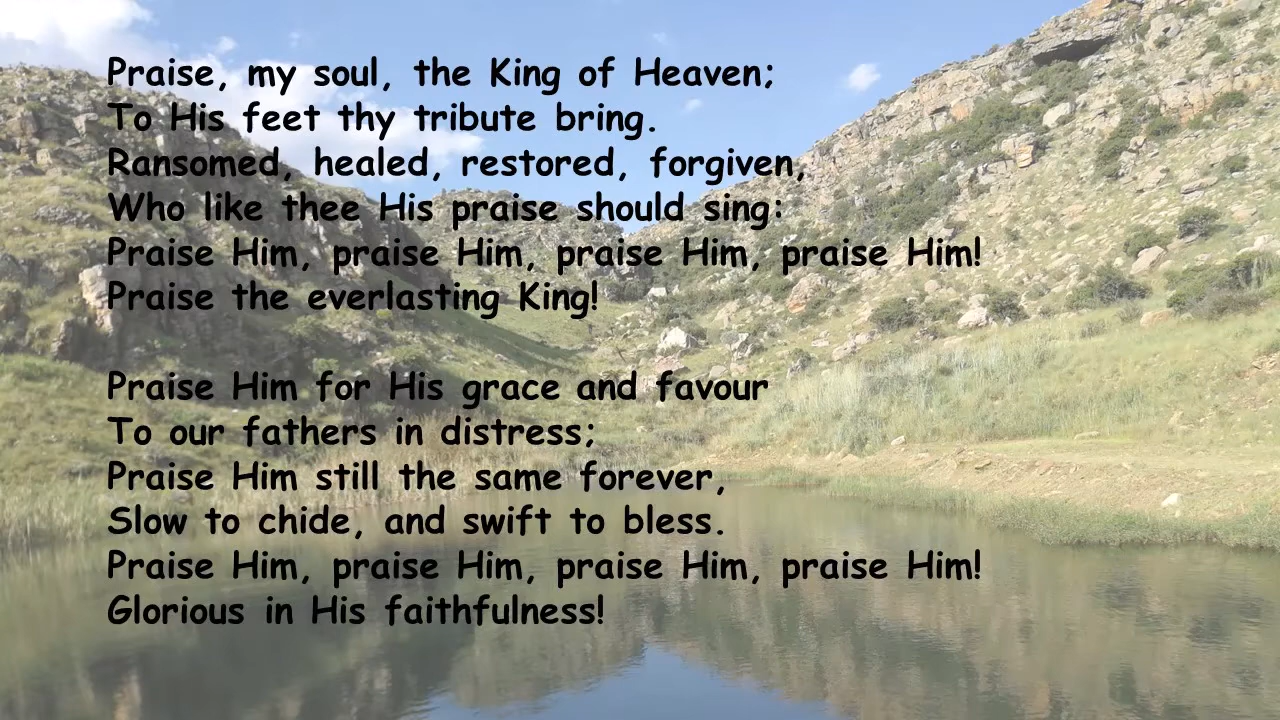 Praise, my soul, the King of Heaven;
To His feet thy tribute bring.
Ransomed, healed, restored, forgiven,
Who like thee His praise should sing:
Praise Him, praise Him, praise Him, praise Him!
Praise the everlasting King!

Praise Him for His grace and favour
To our fathers in distress;
Praise Him still the same forever,
Slow to chide, and swift to bless.
Praise Him, praise Him, praise Him, praise Him!
Glorious in His faithfulness!